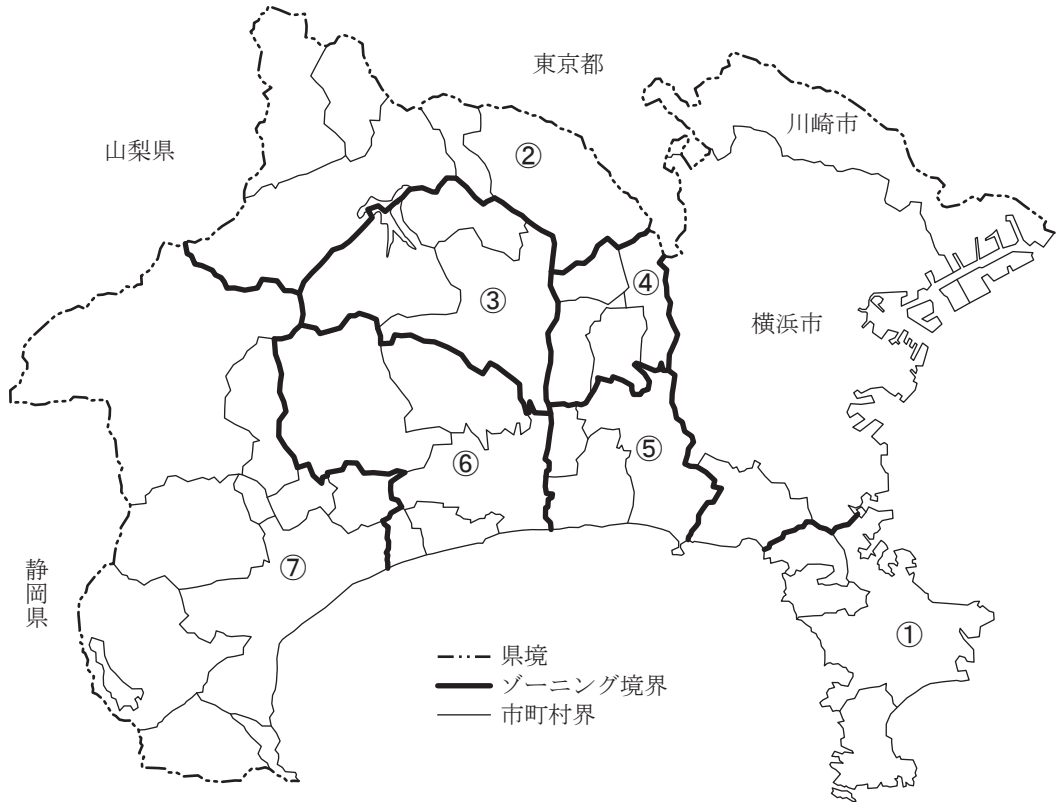 東京都
川崎市
山梨県
②
④
③
横浜市
⑤
⑥
⑦
静岡県
①
県境
ゾーニング境界
市町村界